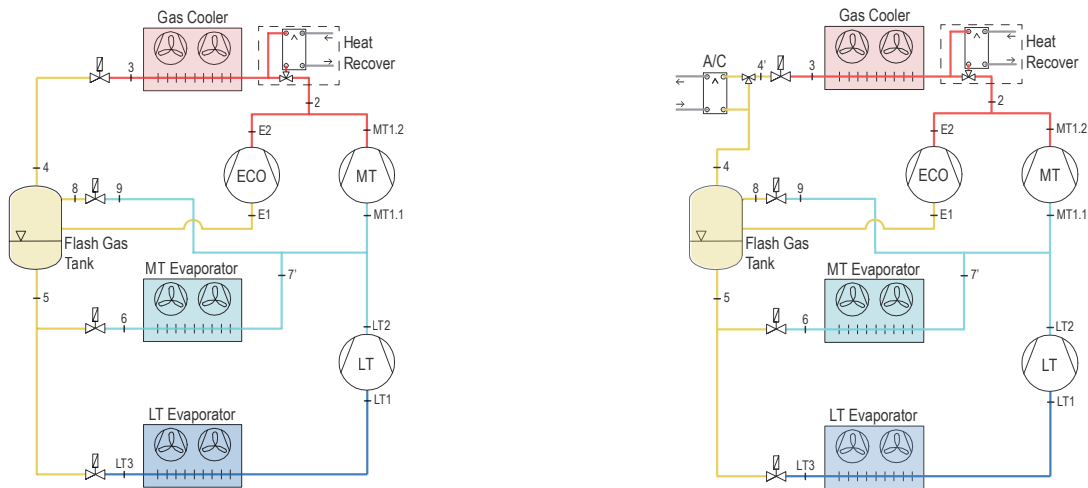 Gas Cooler
Heat
Recover
3
2
E2
MT1.2
ECO
MT
4
8
9
E1
MT1.1
Flash Gas
Tank
MT Evaporator
7'
5
6
LT2
LT
LT Evaporator
LT1
LT3
Gas Cooler
Heat
Recover
A/C
4'
3
2
E2
MT1.2
ECO
MT
4
8
9
E1
MT1.1
Flash Gas
Tank
MT Evaporator
7'
5
6
LT2
LT
LT Evaporator
LT1
LT3